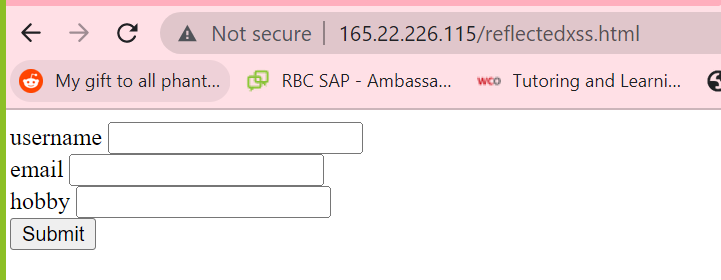 Not secure | 165.22.226.115/reflectedxss.html
My gift to all phant... RBC SAP - Ambassa... wco Tutoring and Learni...
username
email
hobby
Submit